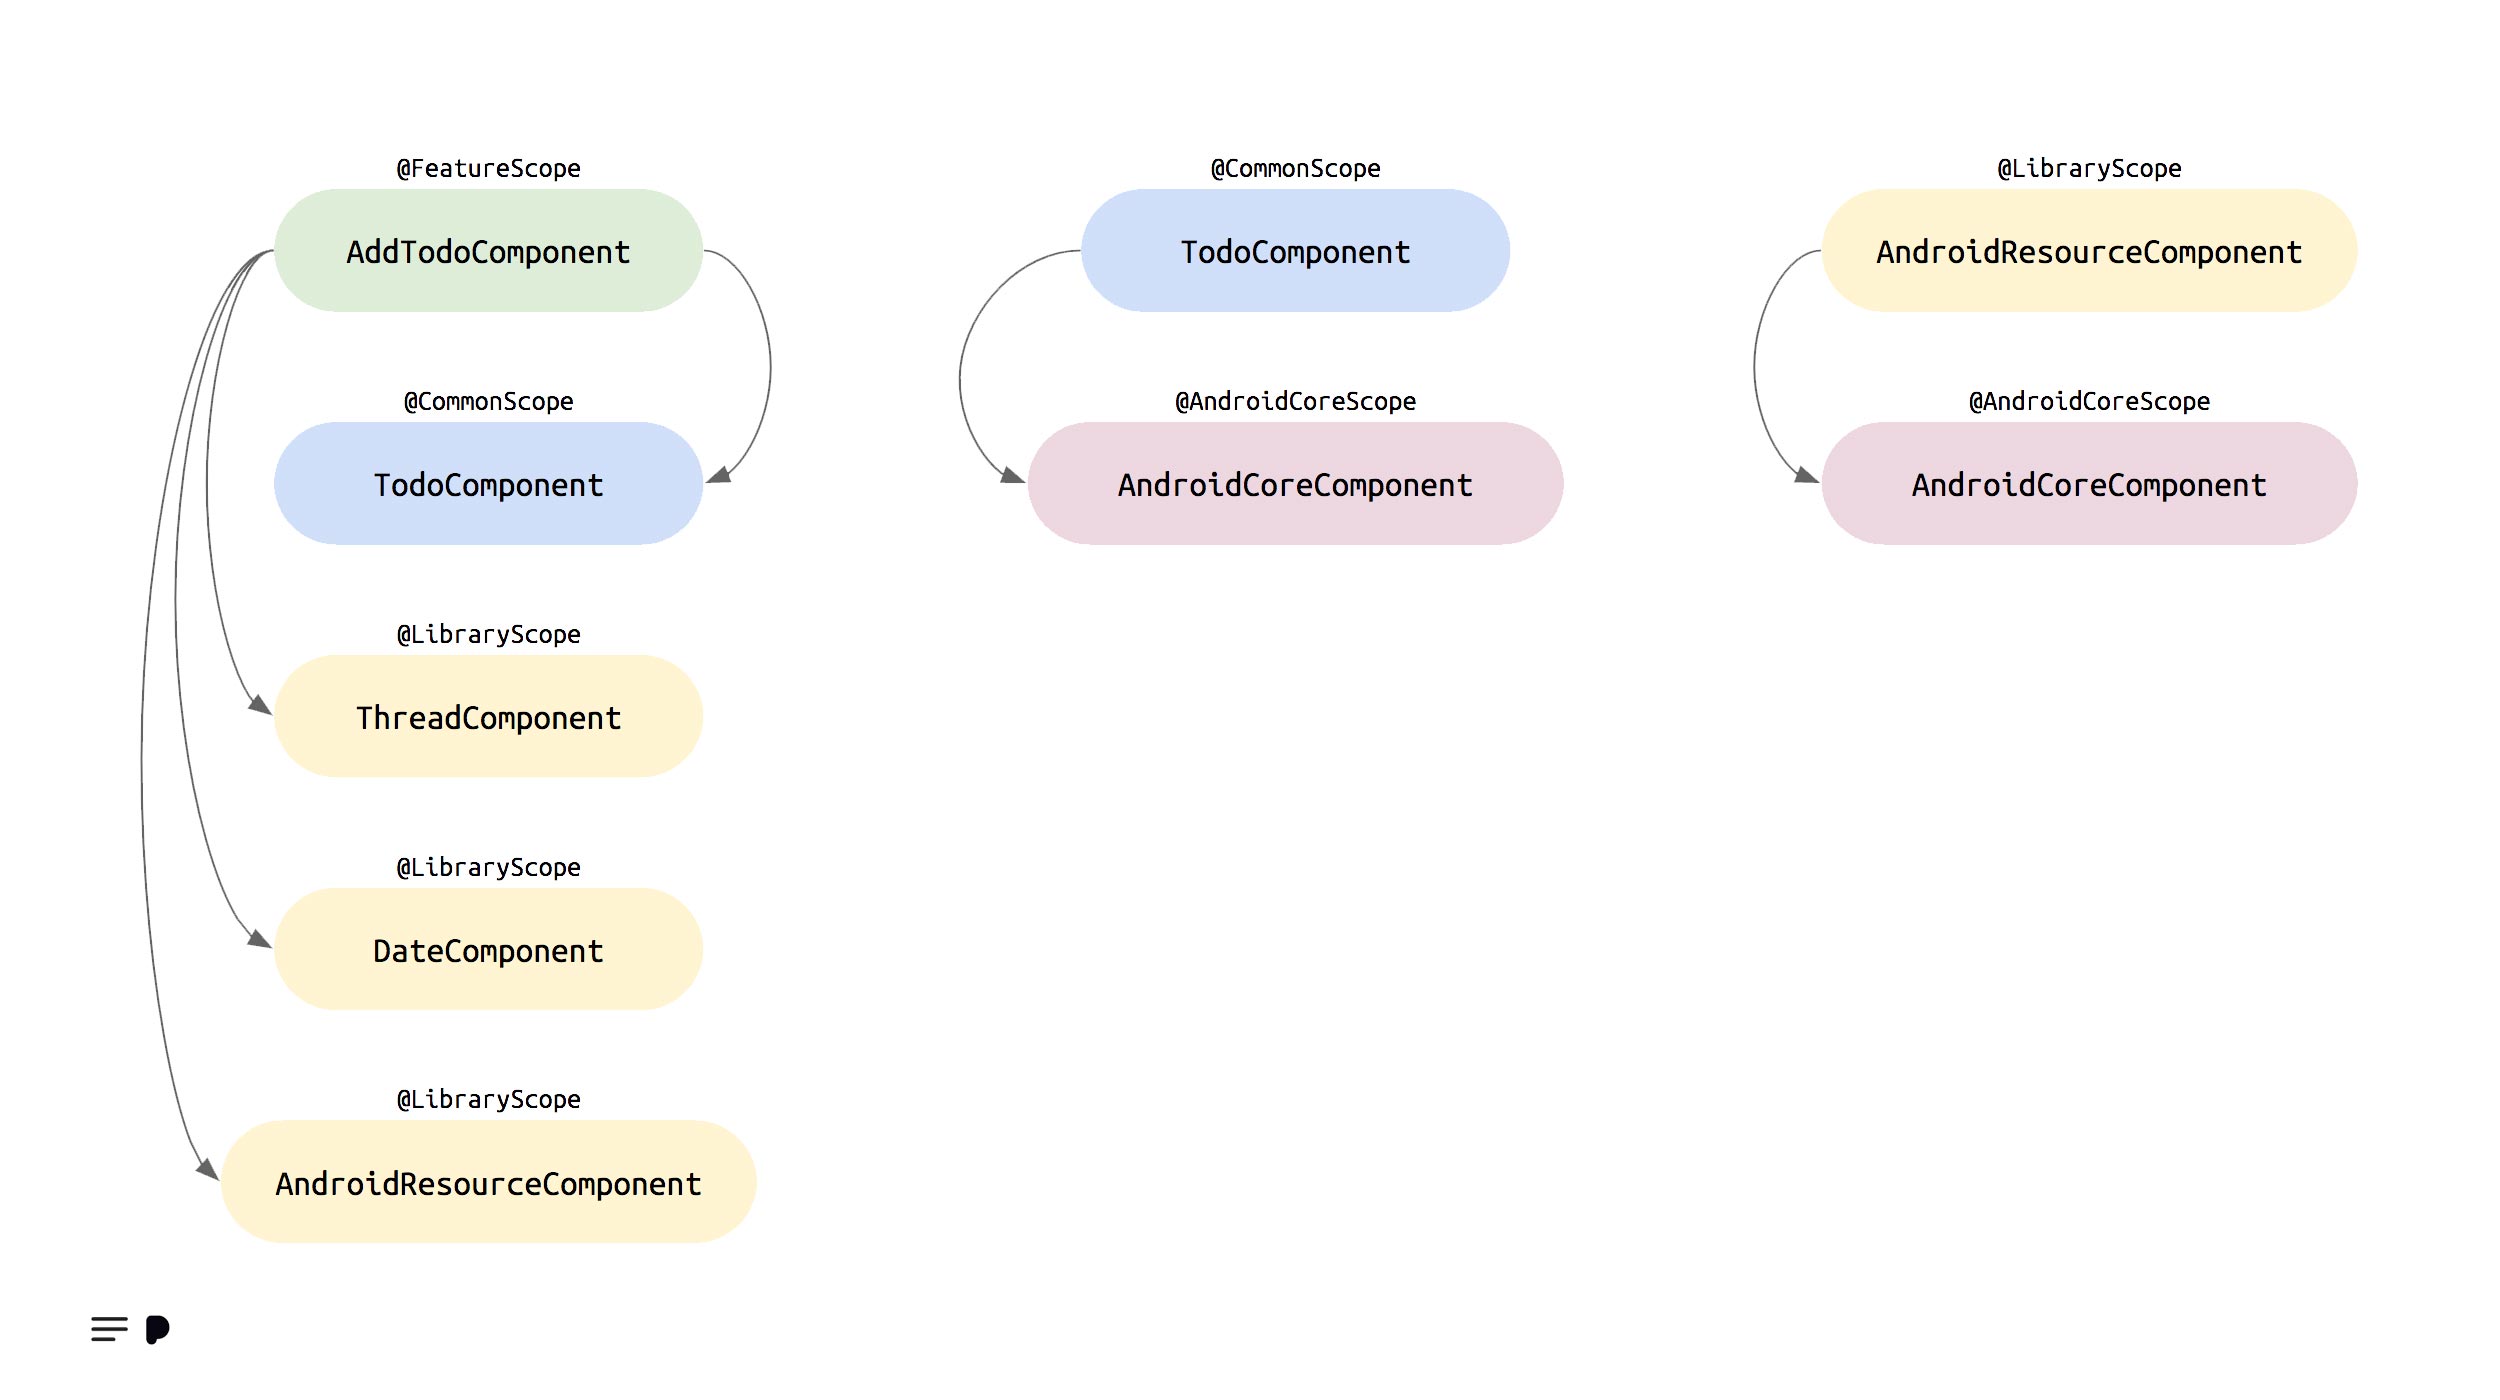 @FeatureScope
AddTodoComponent
@CommonScope
TodoComponent
@LibraryScope
ThreadComponent
@LibraryScope
DateComponent
@LibraryScope
AndroidResourceComponent
@CommonScope
TodoComponent
@AndroidCoreScope
AndroidCoreComponent
@LibraryScope
AndroidResourceComponent
@AndroidCoreScope
AndroidCoreComponent